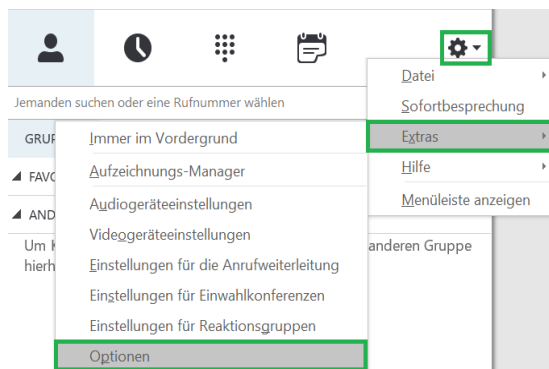 Datei
Jemanden suchen oder eine Rufnummer wählen
Sofortbesprechung
GRUP
Immer im Vordergrund
Extras
FAVO
Aufzeichnungs-Manager
Hilfe
Audiogeräteeinstellungen
Menüleiste anzeigen
AND
Videogeräteeinstellungen
Um K
anderen Gruppe
hierh
Einstellungen für die Anrufweiterleitung
Einstellungen für Einwahlkonferenzen
Einstellungen für Reaktionsgruppen
Optionen